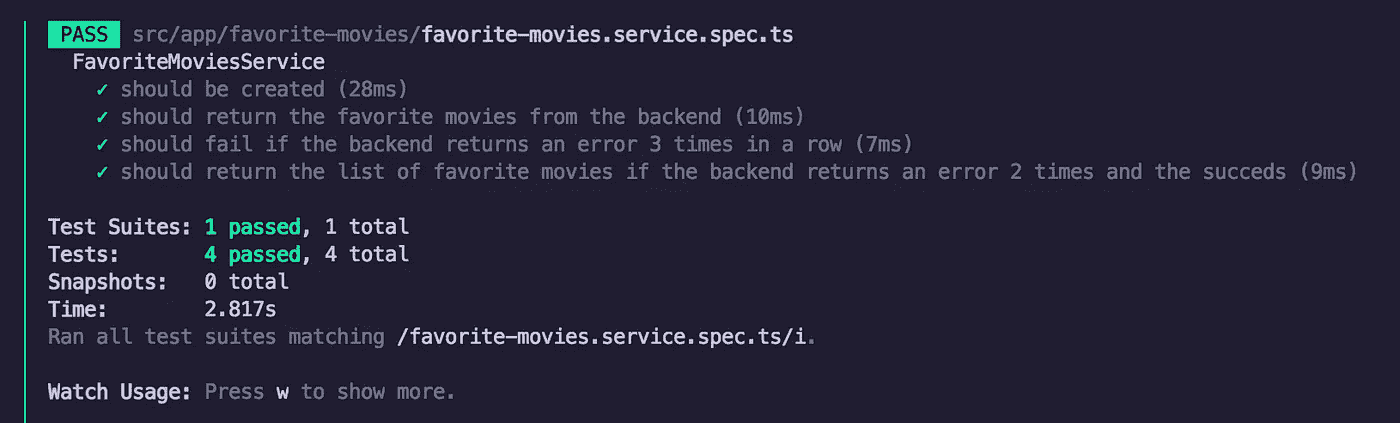 PASS src/app/favorite-movies/favorite-movies.service.spec.ts
FavoriteMoviesService
✓ should be created (28ms)
✓ should return the favorite movies from the backend (10ms)
✓ should fail if the backend returns an error 3 times in a row (7ms)
✓ should return the list of favorite movies if the backend returns an error 2 times and the succeds (9ms)
Test Suites: 1 passed, 1 total
Tests: 4 passed, 4 total
Snapshots: 0 total
Time: 2.817s
Ran all test suites matching /favorite-movies.service.spec.ts/i.
Watch Usage: Press w to show more.